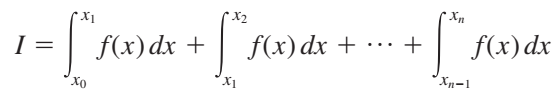 I = ∫_{x_0}^{x_1} f(x) dx + ∫_{x_1}^{x_2} f(x) dx + ⋯ + ∫_{x_{n−1}}^{x_n} f(x) dx